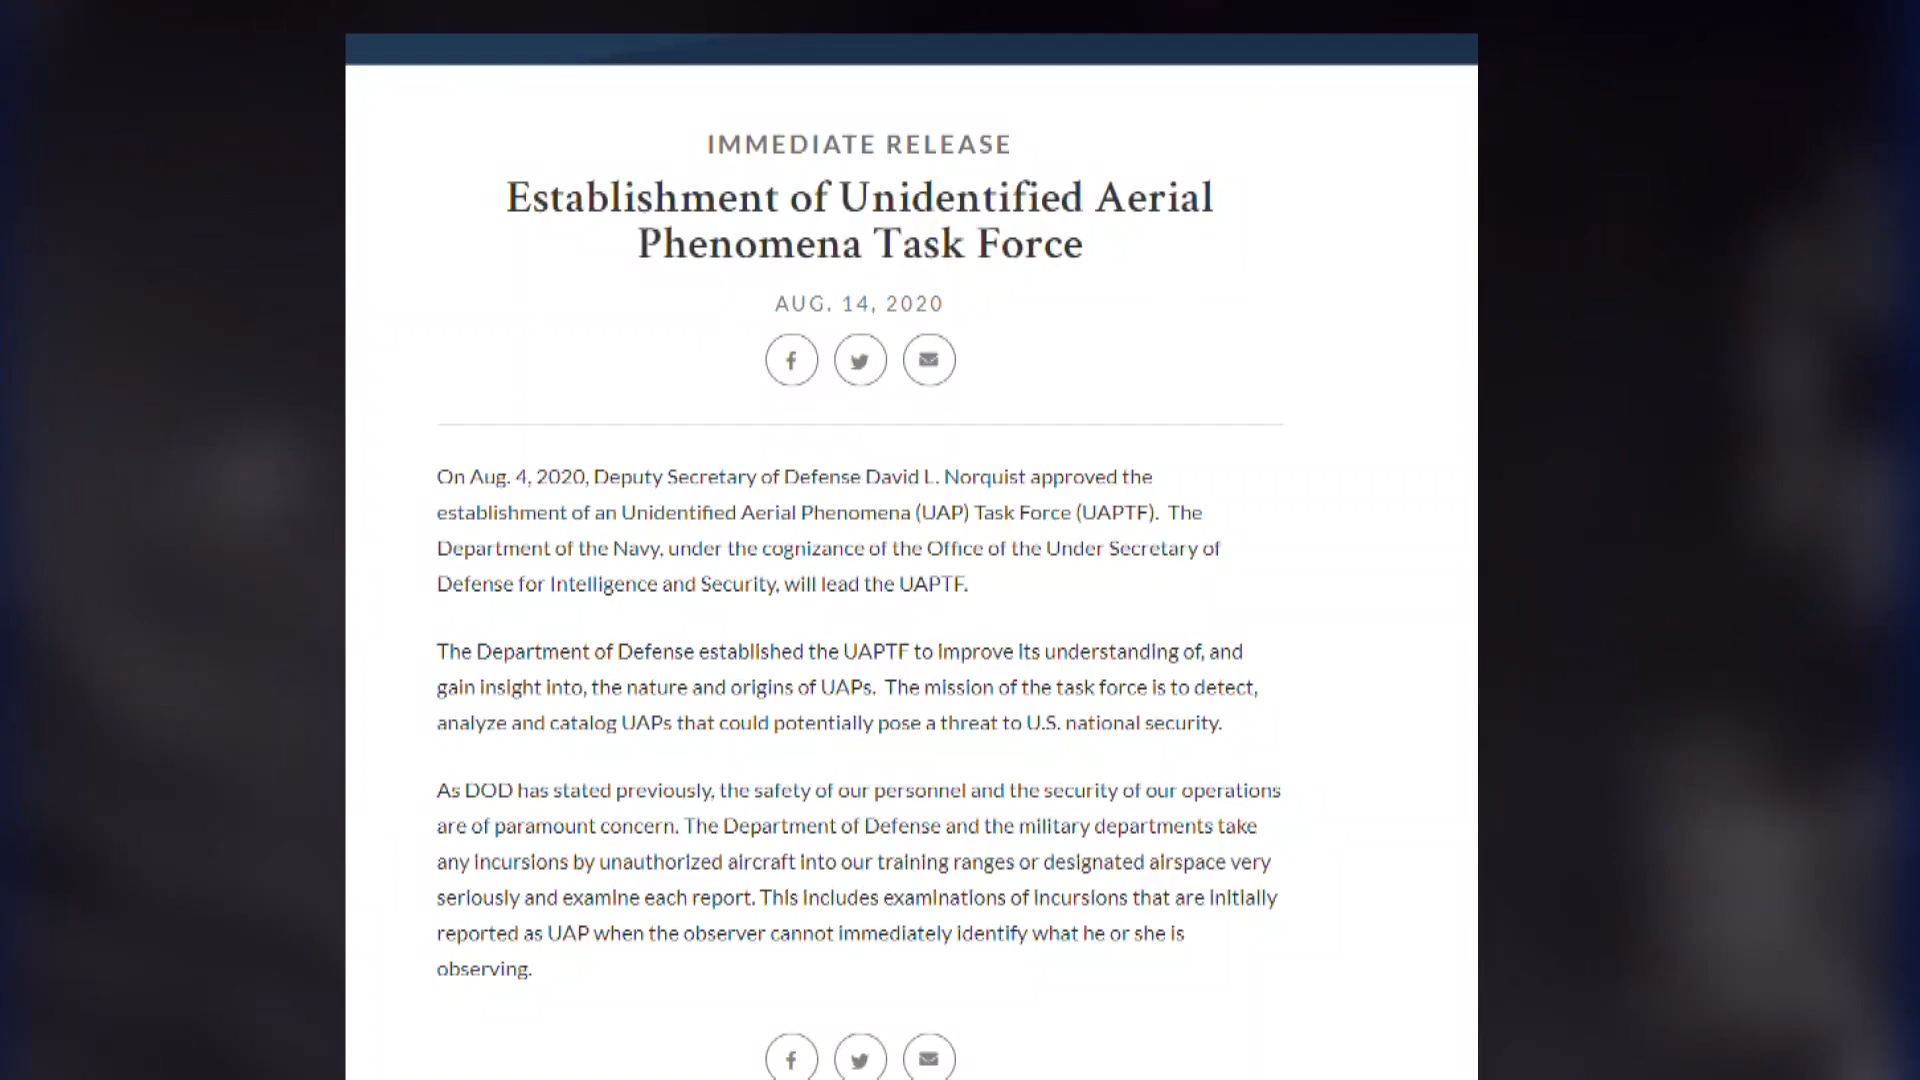 IMMEDIATE RELEASE
Establishment of Unidentified Aerial
Phenomena Task Force
AUG. 14, 2020
On Aug. 4, 2020, Deputy Secretary of Defense David L. Norquist approved the
establishment of an Unidentified Aerial Phenomena (UAP) Task Force (UAPTF).  The
Department of the Navy, under the cognizance of the Office of the Under Secretary of
Defense for Intelligence and Security, will lead the UAPTF.
The Department of Defense established the UAPTF to improve its understanding of, and
gain insight into, the nature and origins of UAPs.  The mission of the task force is to detect,
analyze and catalog UAPs that could potentially pose a threat to U.S. national security.
As DOD has stated previously, the safety of our personnel and the security of our operations
are of paramount concern. The Department of Defense and the military departments take
any incursions by unauthorized aircraft into our training ranges or designated airspace very
seriously and examine each report. This includes examinations of incursions that are initially
reported as UAP when the observer cannot immediately identify what he or she is
observing.